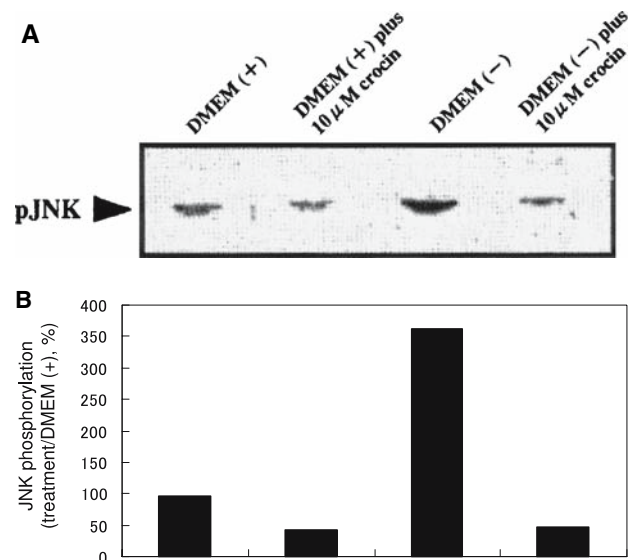 A
DMEM (+)
DMEM (+) plus
10 μM crocin
DMEM (−)
DMEM (−) plus
10 μM crocin
pJNK
B
JNK phosphorylation
(treatment/DMEM (+), %)
400
350
300
250
200
150
100
50
0